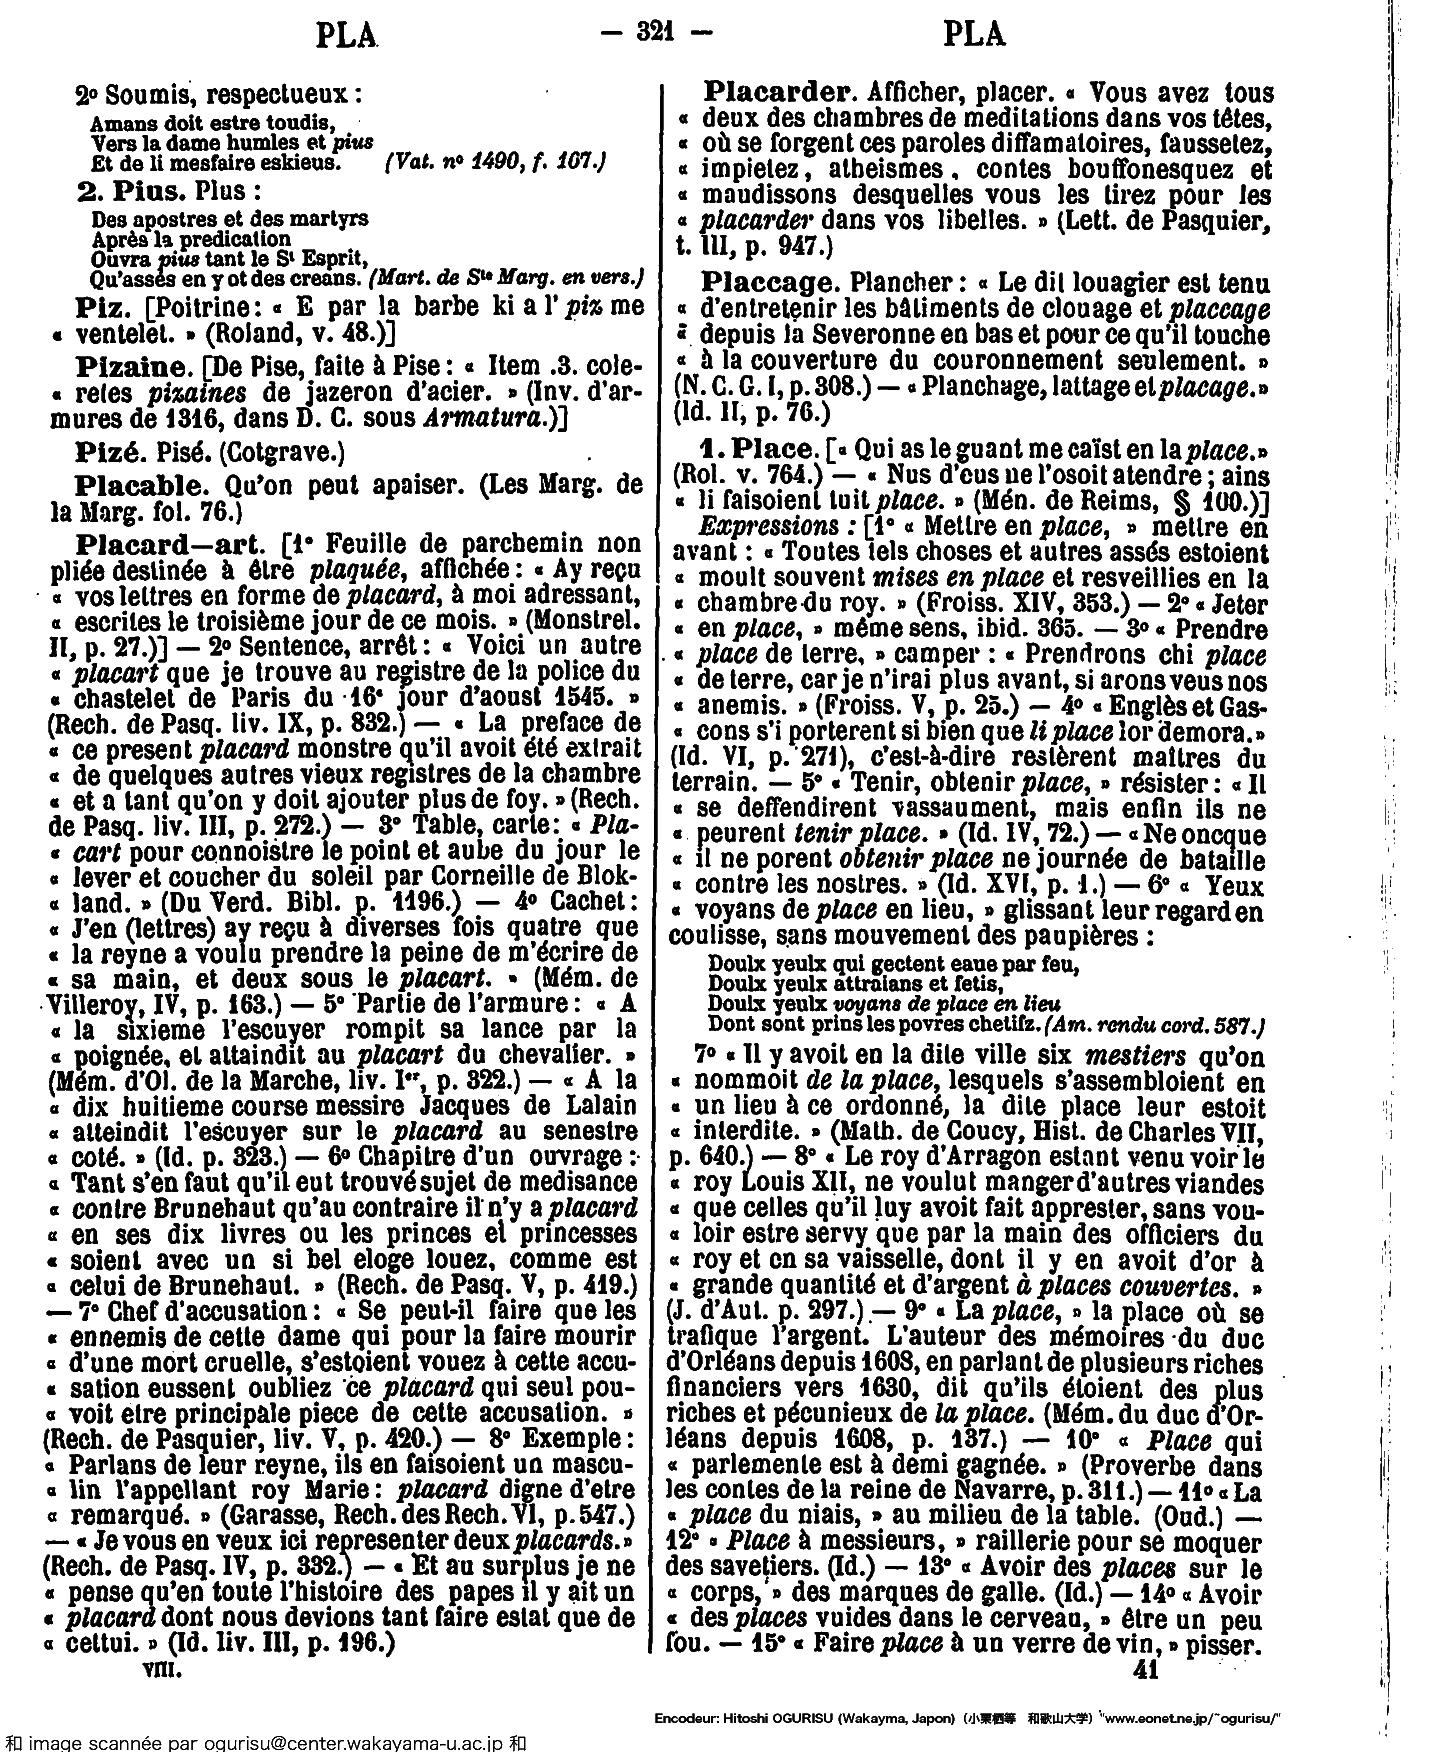 PLA — 321 — PLA
2º Soumis, respectueux :
Amans doit estre toudis,
Vers la dame humles et pius
Et de li mesfaire eskieus. (Vat. nº 1490, f. 167.)
2. Pius. Plus :
Des apostres et des martyrs
Après la predication
Ouvra pius tant le St Esprit,
Qu'assés en y ot des creans. (Mart. de Ste Marg. en vers.)
Piz. [Poitrine : « E par la barbe ki a l' piz me
« ventelet. » (Roland, v. 48.)]
Pizaine. [De Pise, faite à Pise : « Item .3. cole-
« retes pizaines de jazeron d'acier. » (Inv. d'ar-
mures de 1316, dans D. C. sous Armatura.)]
Pizé. Pisé. (Cotgrave.)
Placable. Qu'on peut apaiser. (Les Marg. de
la Marg. fol. 76.)
Placard—art. [1º Feuille de parchemin non
pliée destinée à être plaquée, affichée : « Ay reçu
« vos lettres en forme de placard, à moi adressant,
« escrites le troisième jour de ce mois. » (Monstrel.
II, p. 27.)] — 2º Sentence, arrêt : « Voici un autre
« placart que je trouve au registre de la police du
« chastelet de Paris du 16e jour d'aoust 1545. »
(Rech. de Pasq. liv. IX, p. 832.) — « La preface de
« ce present placard monstre qu'il avoit été extrait
« de quelques autres vieux registres de la chambre
« et a tant qu'on y doit ajouter plus de foy. » (Rech.
de Pasq. liv. III, p. 272.) — 3º Table, carte : « Pla-
« cart pour connoistre le point et aube du jour le
« lever et coucher du soleil par Corneille de Blok-
« land. » (Du Verd. Bibl. p. 1196.) — 4º Cachet :
« J'en (lettres) ay reçu à diverses fois quatre que
« la reyne a voulu prendre la peine de m'écrire de
« sa main, et deux sous le placart. » (Mém. de
Villeroy, IV, p. 163.) — 5º Partie de l'armure : « A
« la sixieme l'escuyer rompit sa lance par la
« poignée, et attaindit au placart du chevalier. »
(Mém. d'Ol. de la Marche, liv. Ier, p. 322.) — « A la
« dix huitieme course messire Jacques de Lalain
« atteindit l'escuyer sur le placard au senestre
« coté. » (Id. p. 323.) — 6º Chapitre d'un ouvrage :
« Tant s'en faut qu'il eut trouvé sujet de medisance
« contre Brunehaut qu'au contraire il n'y a placard
« en ses dix livres ou les princes et princesses
« soient avec un si bel eloge louez, comme est
« celui de Brunehaut. » (Rech. de Pasq. V, p. 419.)
— 7º Chef d'accusation : « Se peut-il faire que les
« ennemis de cette dame qui pour la faire mourir
« d'une mort cruelle, s'estoient vouez à cette accu-
« sation eussent oubliez ce placard qui seul pou-
« voit etre principale piece de cette accusation. »
(Rech. de Pasquier, liv. V, p. 420.) — 8º Exemple :
« Parlans de leur reyne, ils en faisoient un mascu-
« lin l'appellant roy Marie : placard digne d'etre
« remarqué. » (Garasse, Rech. des Rech. VI, p. 547.)
— « Je vous en veux ici representer deux placards. »
(Rech. de Pasq. IV, p. 332.) — « Et au surplus je ne
« pense qu'en toute l'histoire des papes il y ait un
« placard dont nous devions tant faire estat que de
« cettui. » (Id. liv. III, p. 196.)
VIII.
Placarder. Afficher, placer. « Vous avez tous
« deux des chambres de meditations dans vos têtes,
« où se forgent ces paroles diffamatoires, faussetez,
« impietez, atheismes, contes bouffonesquez et
« maudissons desquelles vous les tirez pour les
« placarder dans vos libelles. » (Lett. de Pasquier,
t. III, p. 947.)
Placcage. Plancher : « Le dit louagier est tenu
« d'entretenir les bâtiments de clouage et placcage
« depuis la Severonne en bas et pour ce qu'il touche
« à la couverture du couronnement seulement. »
(N. C. G. I, p. 308.) — « Planchage, lattage et placage. »
(Id. II, p. 76.)
1. Place. [« Qui as le guant me caïst en la place. »
(Rol. v. 764.) — « Nus d'eus ne l'osoit atendre ; ains
« li faisoient tuit place. » (Mén. de Reims, § 100.)]
Expressions : [1º « Mettre en place, » mettre en
avant : « Toutes tels choses et autres assés estoient
« moult souvent mises en place et resveillies en la
« chambre du roy. » (Froiss. XIV, 353.) — 2º « Jeter
« en place, » même sens, ibid. 365. — 3º « Prendre
« place de terre, » camper : « Prendrons chi place
« de terre, car je n'irai plus avant, si arons veus nos
« anemis. » (Froiss. V, p. 25.) — 4º « Englès et Gas-
« cons s'i porterent si bien que li place lor demora. »
(Id. VI, p. 271), c'est-à-dire restèrent maîtres du
terrain. — 5º « Tenir, obtenir place, » résister : « Il
« se deffendirent vassaument, mais enfin ils ne
« peurent tenir place. » (Id. IV, 72.) — « Ne oncque
« il ne porent obtenir place ne journée de bataille
« contre les nostres. » (Id. XVI, p. 1.) — 6º « Yeux
« voyans de place en lieu, » glissant leur regard en
coulisse, sans mouvement des paupières :
Doulx yeulx qui gectent eaue par feu,
Doulx yeulx attraians et fetis,
Doulx yeulx voyans de place en lieu
Dont sont prins les povres chetifz. (Am. rendu cord. 587.)
7º « Il y avoit en la dite ville six mestiers qu'on
« nommoit de la place, lesquels s'assembloient en
« un lieu à ce ordonné, la dite place leur estoit
« interdite. » (Math. de Coucy, Hist. de Charles VII,
p. 640.) — 8º « Le roy d'Arragon estant venu voir le
« roy Louis XII, ne voulut manger d'autres viandes
« que celles qu'il luy avoit fait apprester, sans vou-
« loir estre servy que par la main des officiers du
« roy et en sa vaisselle, dont il y en avoit d'or à
« grande quantité et d'argent à places couvertes. »
(J. d'Aut. p. 297.) — 9º « La place, » la place où se
trafique l'argent. L'auteur des mémoires du duc
d'Orléans depuis 1608, en parlant de plusieurs riches
financiers vers 1630, dit qu'ils étoient des plus
riches et pécunieux de la place. (Mém. du duc d'Or-
léans depuis 1608, p. 137.) — 10º « Place qui
« parlemente est à demi gagnée. » (Proverbe dans
les contes de la reine de Navarre, p. 311.) — 11º « La
« place du niais, » au milieu de la table. (Oud.) —
12º « Place à messieurs, » raillerie pour se moquer
des savetiers. (Id.) — 13º « Avoir des places sur le
« corps, » des marques de galle. (Id.) — 14º « Avoir
« des places vuides dans le cerveau, » être un peu
fou. — 15º « Faire place à un verre de vin, » pisser.
41
Encodeur: Hitoshi OGURISU (Wakayma, Japon) (小栗栖等 和歌山大学) "www.eonet.ne.jp/~ogurisu/"
和 image scannée par ogurisu@center.wakayama-u.ac.jp 和